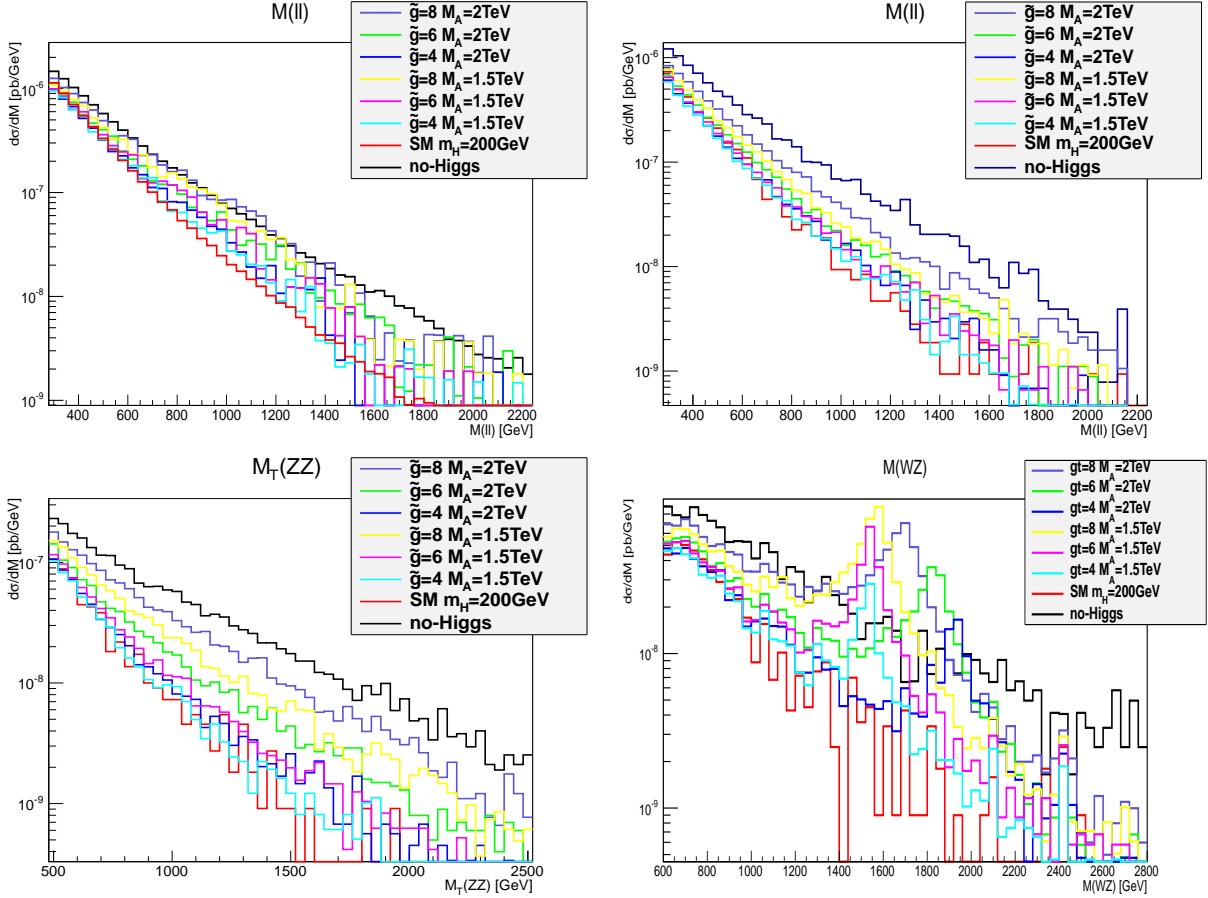 M(ll)
g̃=8 M_A=2TeV
g̃=6 M_A=2TeV
g̃=4 M_A=2TeV
g̃=8 M_A=1.5TeV
g̃=6 M_A=1.5TeV
g̃=4 M_A=1.5TeV
SM m_H=200GeV
no-Higgs
dσ/dM [pb/GeV]
10^-6
10^-7
10^-8
10^-9
400 600 800 1000 1200 1400 1600 1800 2000 2200
M(ll) [GeV]
M(ll)
g̃=8 M_A=2TeV
g̃=6 M_A=2TeV
g̃=4 M_A=2TeV
g̃=8 M_A=1.5TeV
g̃=6 M_A=1.5TeV
g̃=4 M_A=1.5TeV
SM m_H=200GeV
no-Higgs
dσ/dM [pb/GeV]
10^-6
10^-7
10^-8
10^-9
400 600 800 1000 1200 1400 1600 1800 2000 2200
M(ll) [GeV]
M_T(ZZ)
g̃=8 M_A=2TeV
g̃=6 M_A=2TeV
g̃=4 M_A=2TeV
g̃=8 M_A=1.5TeV
g̃=6 M_A=1.5TeV
g̃=4 M_A=1.5TeV
SM m_H=200GeV
no-Higgs
dσ/dM [pb/GeV]
10^-7
10^-8
10^-9
500 1000 1500 2000 2500
M_T(ZZ) [GeV]
M(WZ)
gt=8 M_A=2TeV
gt=6 M_A=2TeV
gt=4 M_A=2TeV
gt=8 M_A=1.5TeV
gt=6 M_A=1.5TeV
gt=4 M_A=1.5TeV
SM m_H=200GeV
no-Higgs
dσ/dM [pb/GeV]
10^-8
10^-9
600 800 1000 1200 1400 1600 1800 2000 2200 2400 2600 2800
M(WZ) [GeV]